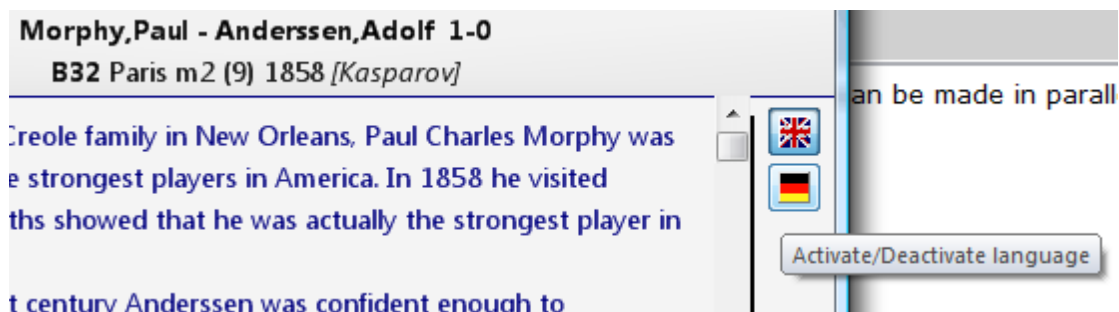 Morphy,Paul - Anderssen,Adolf 1-0
B32 Paris m2 (9) 1858 [Kasparov]
Creole family in New Orleans, Paul Charles Morphy was
e strongest players in America. In 1858 he visited
ths showed that he was actually the strongest player in
t century Anderssen was confident enough to
an be made in parall
Activate/Deactivate language